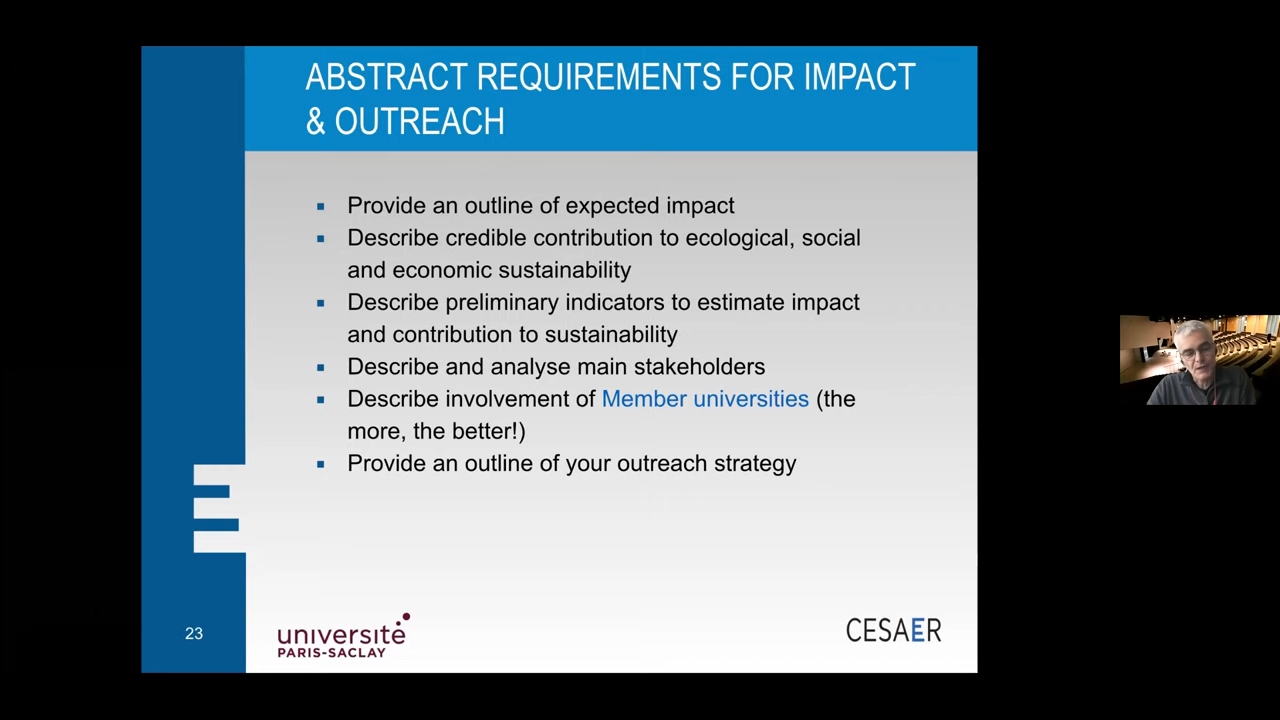 ABSTRACT REQUIREMENTS FOR IMPACT
& OUTREACH
▪ Provide an outline of expected impact
▪ Describe credible contribution to ecological, social
and economic sustainability
▪ Describe preliminary indicators to estimate impact
and contribution to sustainability
▪ Describe and analyse main stakeholders
▪ Describe involvement of Member universities (the
more, the better!)
▪ Provide an outline of your outreach strategy
23
université
PARIS-SACLAY
CESAER